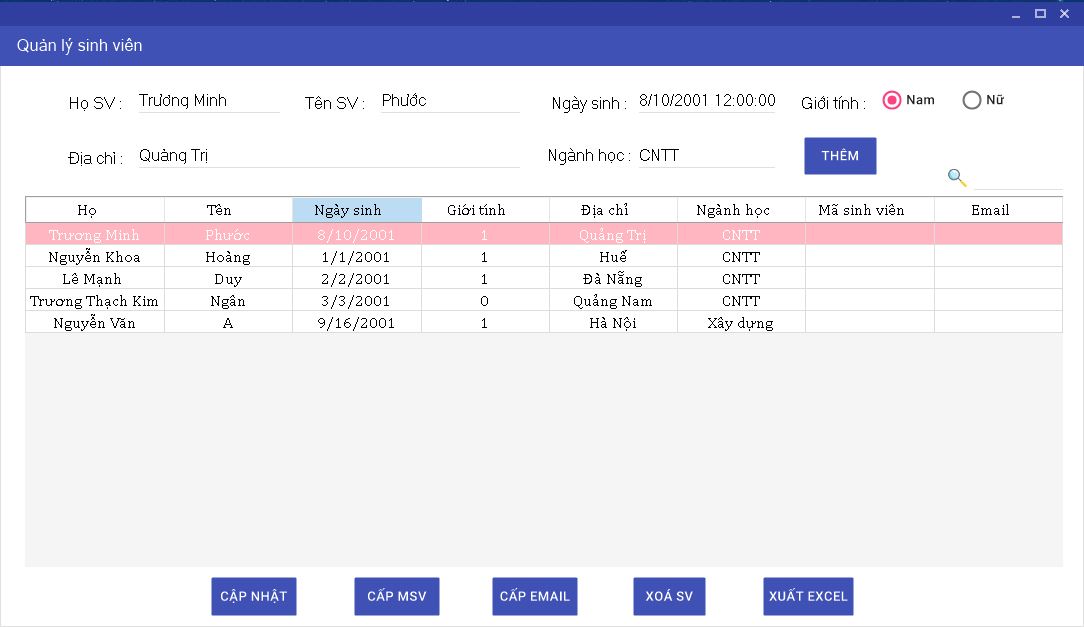 Quản lý sinh viên
Họ SV : Trương Minh Tên SV : Phước Ngày sinh : 8/10/2001 12:00:00 Giới tính : Nam Nữ
Địa chỉ : Quảng Trị Ngành học : CNTT THÊM
Họ Tên Ngày sinh Giới tính Địa chỉ Ngành học Mã sinh viên Email
Trương Minh Phước 8/10/2001 1 Quảng Trị CNTT
Nguyễn Khoa Hoàng 1/1/2001 1 Huế CNTT
Lê Mạnh Duy 2/2/2001 1 Đà Nẵng CNTT
Trương Thạch Kim Ngân 3/3/2001 0 Quảng Nam CNTT
Nguyễn Văn A 9/16/2001 1 Hà Nội Xây dựng
CẬP NHẬT CẤP MSV CẤP EMAIL XOÁ SV XUẤT EXCEL